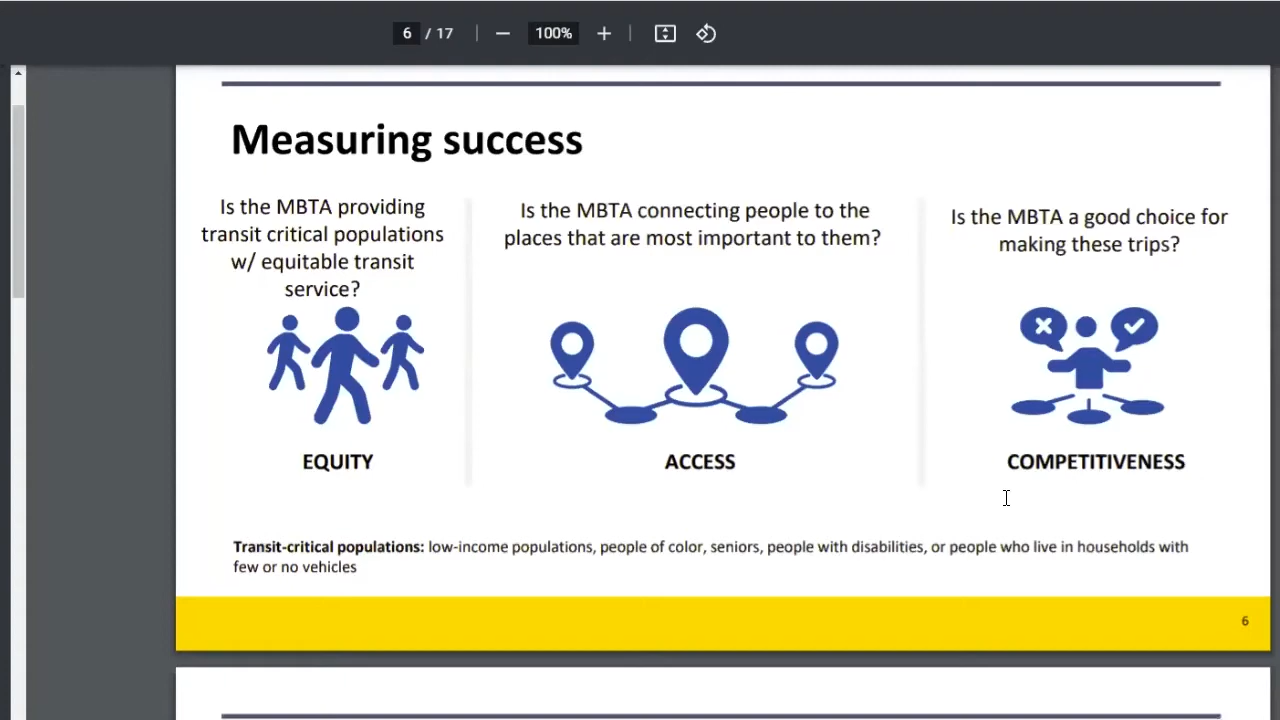 6 / 17 100%
Measuring success
Is the MBTA providing
transit critical populations
w/ equitable transit
service?
EQUITY
Is the MBTA connecting people to the
places that are most important to them?
ACCESS
Is the MBTA a good choice for
making these trips?
COMPETITIVENESS
Transit-critical populations: low-income populations, people of color, seniors, people with disabilities, or people who live in households with
few or no vehicles
6